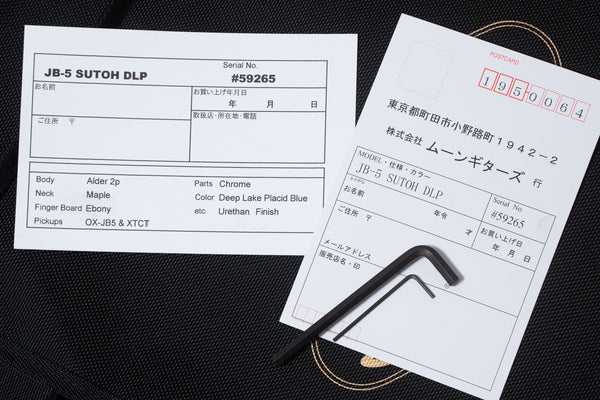 JB-5 SUTOH DLP
Serial No.
#59265
お名前
お買い上げ年月日
年 月 日
ご住所 〒
取扱店・所在地・電話
Body Alder 2p
Neck Maple
Finger Board Ebony
Pickups OX-JB5 & XTCT
Parts Chrome
Color Deep Lake Placid Blue
etc Urethan Finish
POSTCARD
1950064
東京都町田市小野路町1942-2
株式会社 ムーンギターズ 行
MODEL・仕様・カラー
JB-5 SUTOH DLP
Serial No.
#59265
お名前
年令 才
お買い上げ日
年 月 日
ご住所 〒
メールアドレス
販売店名・印